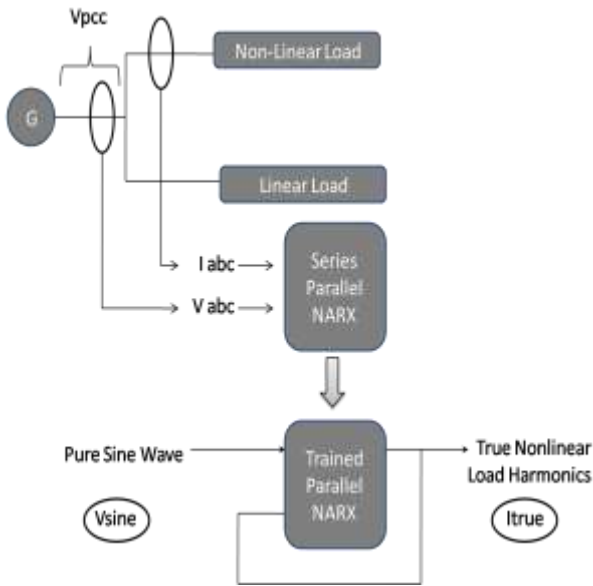 Vpcc
Non-Linear Load
G
Linear Load
I abc
V abc
Series
Parallel
NARX
Pure Sine Wave
Trained
Parallel
NARX
True Nonlinear
Load Harmonics
Vsine
Itrue